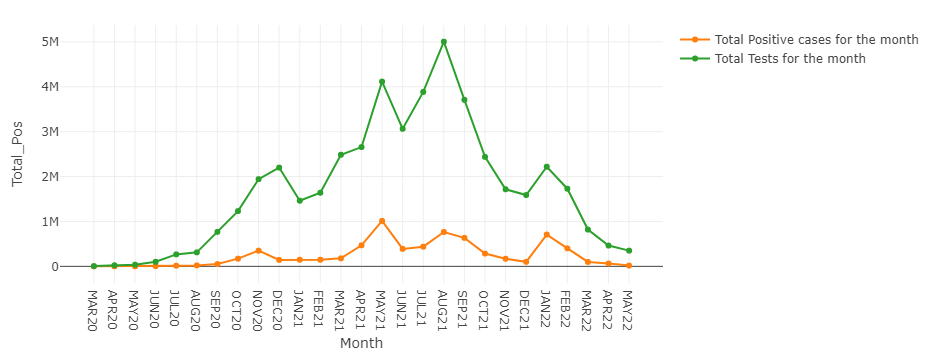 Total Positive cases for the month
Total Tests for the month
Total_Pos
5M
4M
3M
2M
1M
0
MAR20
APR20
MAY20
JUN20
JUL20
AUG20
SEP20
OCT20
NOV20
DEC20
JAN21
FEB21
MAR21
APR21
MAY21
JUN21
JUL21
AUG21
SEP21
OCT21
NOV21
DEC21
JAN22
FEB22
MAR22
APR22
MAY22
Month